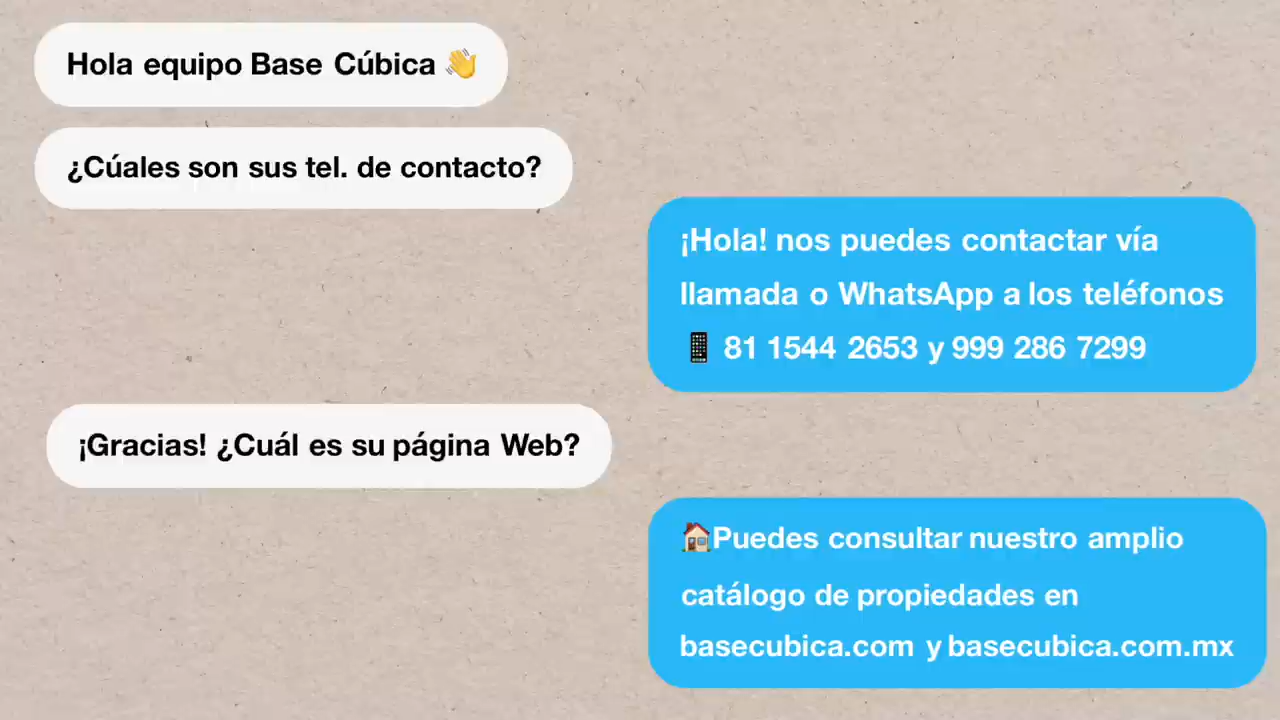 Hola equipo Base Cúbica 👋
¿Cúales son sus tel. de contacto?
¡Hola! nos puedes contactar vía
llamada o WhatsApp a los teléfonos
📱 81 1544 2653 y 999 286 7299
¡Gracias! ¿Cuál es su página Web?
🏠Puedes consultar nuestro amplio
catálogo de propiedades en
basecubica.com y basecubica.com.mx